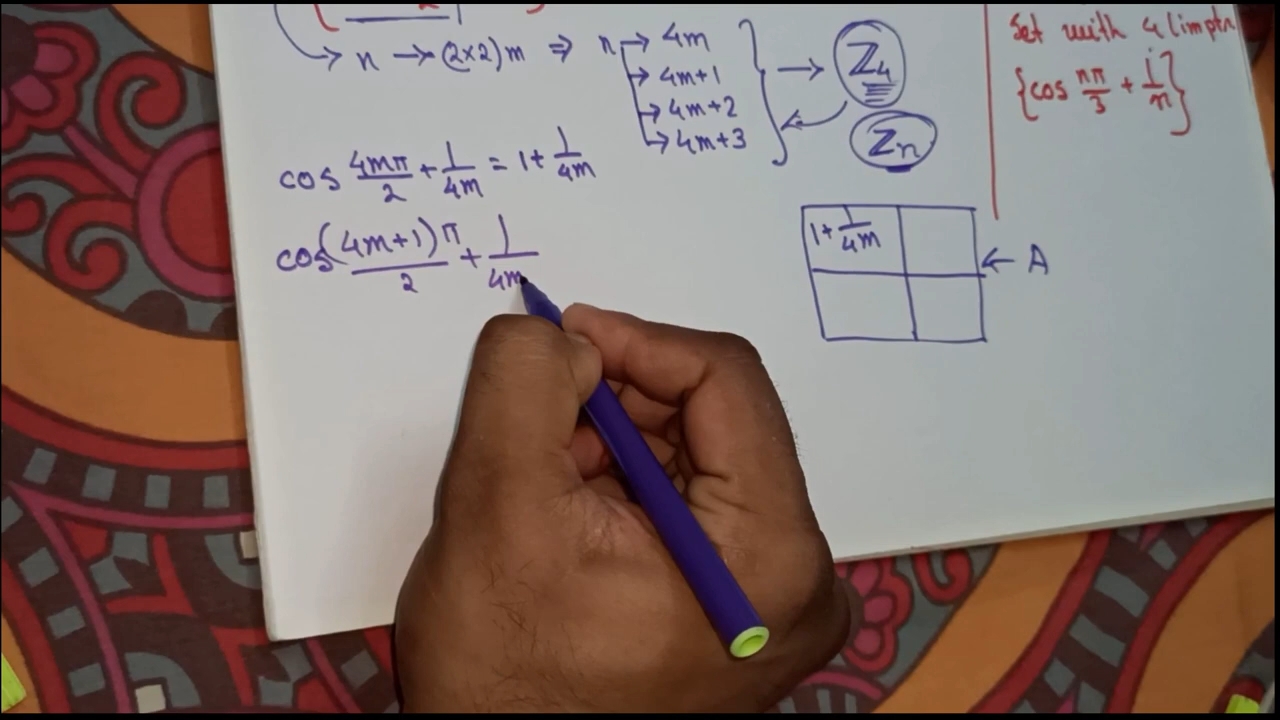 n → (2×2)m ⇒ n → 4m
→ 4m+1
→ 4m+2
→ 4m+3
→ Z₄
Zₙ
cos 4mπ/2 + 1/4m = 1 + 1/4m
cos (4m+1)π/2 + 1/4m
1 + 1/4m
← A
Set with 4 limptn
{cos nπ/3 + 1/n}